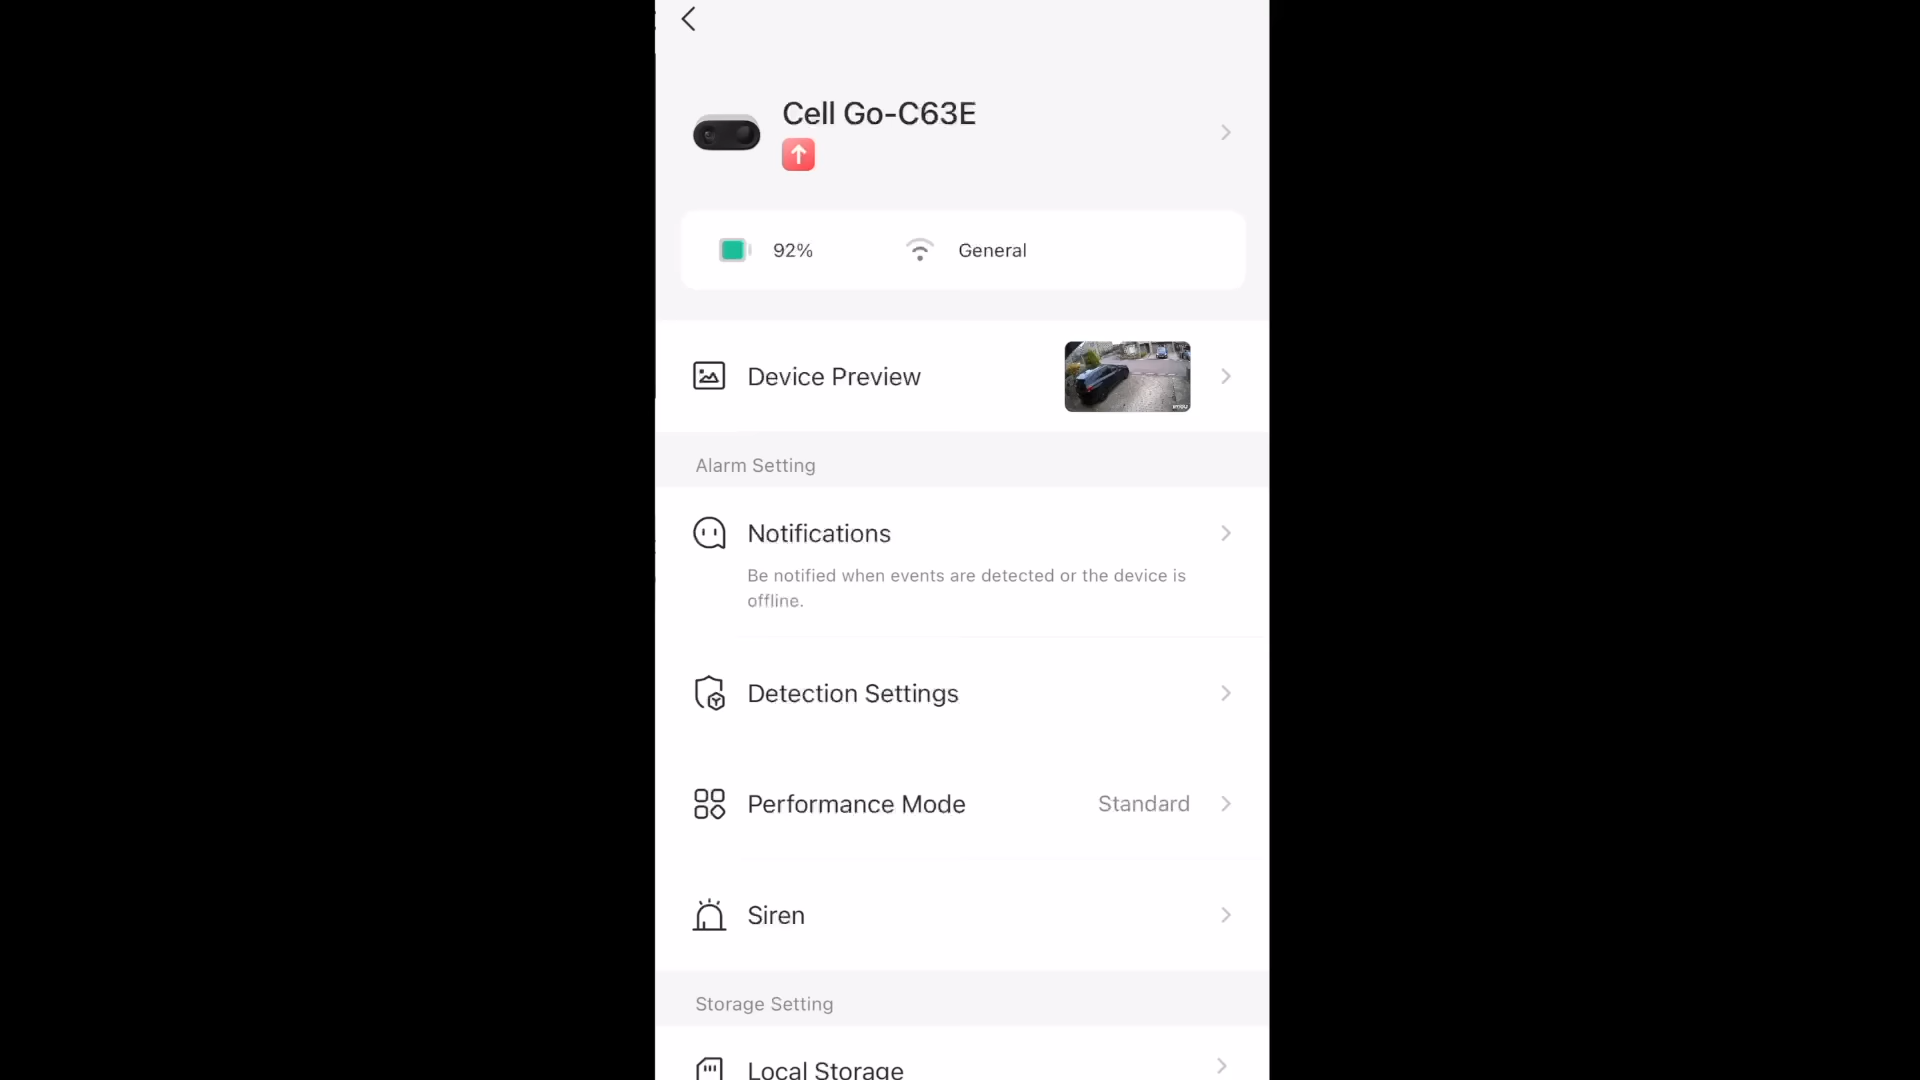 Cell Go-C63E
92%
General
Device Preview
Alarm Setting
Notifications
Be notified when events are detected or the device is
offline.
Detection Settings
Performance Mode
Standard
Siren
Storage Setting
Local Storage